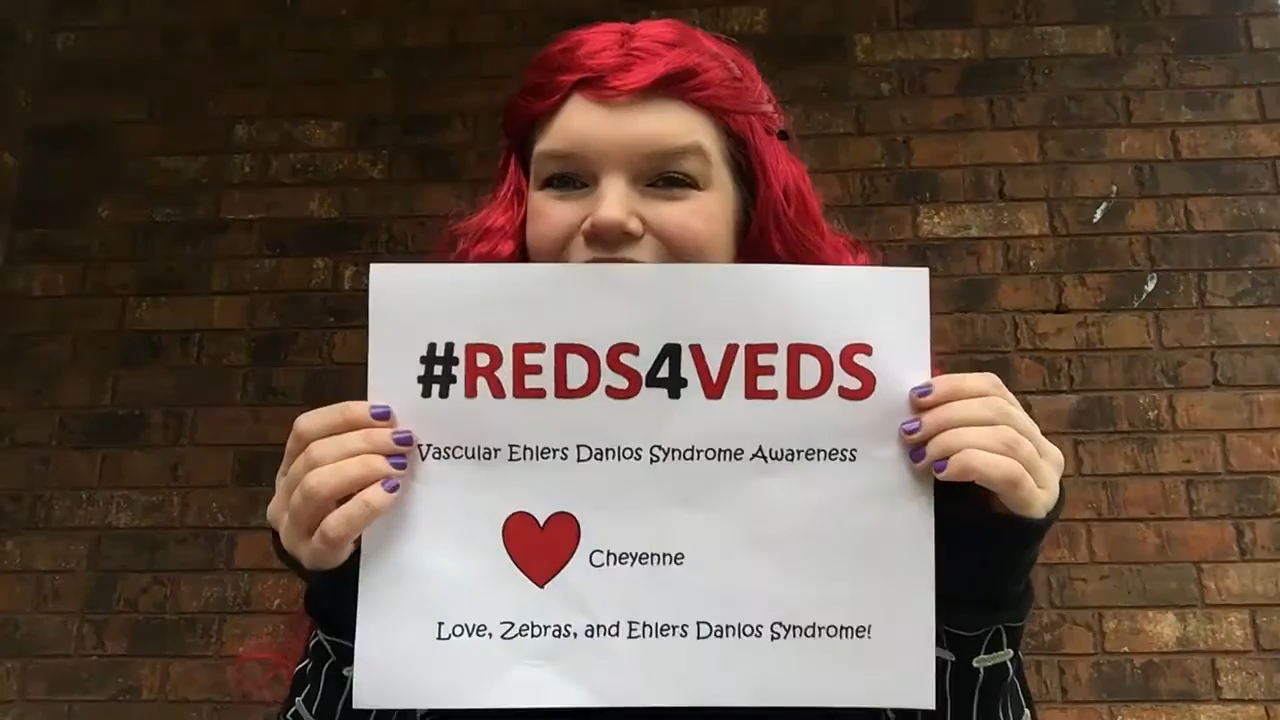 #REDS4VEDS
Vascular Ehlers Danlos Syndrome Awareness
Cheyenne
Love, Zebras, and Ehlers Danlos Syndrome!